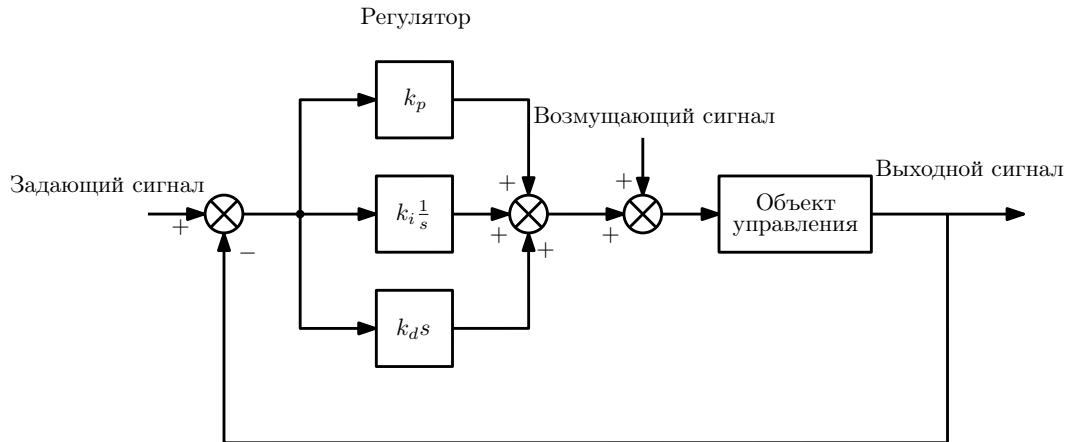 Регулятор
k_p
Возмущающий сигнал
Задающий сигнал
Выходной сигнал
+
+
Объект
управления
k_i 1/s
+
+
+
+
−
k_d s